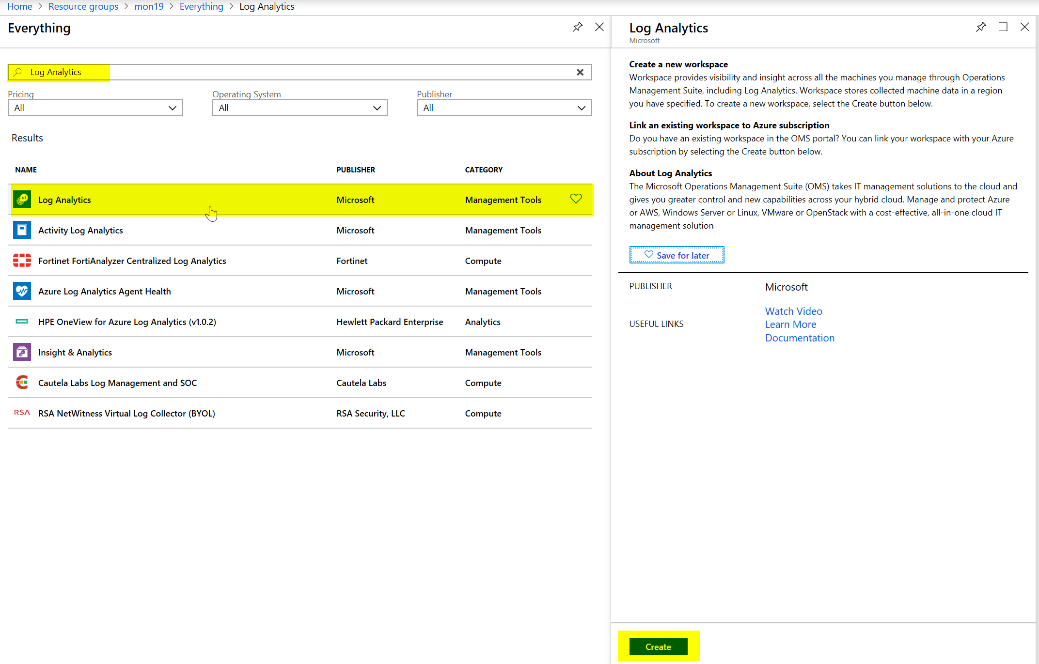 Home > Resource groups > mon19 > Everything > Log Analytics
Everything
Log Analytics
Pricing
All
Operating System
All
Publisher
All
Results
NAME PUBLISHER CATEGORY
Log Analytics Microsoft Management Tools
Activity Log Analytics Microsoft Management Tools
Fortinet FortiAnalyzer Centralized Log Analytics Fortinet Compute
Azure Log Analytics Agent Health Microsoft Management Tools
HPE OneView for Azure Log Analytics (v1.0.2) Hewlett Packard Enterprise Analytics
Insight & Analytics Microsoft Management Tools
Cautela Labs Log Management and SOC Cautela Labs Compute
RSA RSA NetWitness Virtual Log Collector (BYOL) RSA Security, LLC Compute
Log Analytics
Microsoft
Create a new workspace
Workspace provides visibility and insight across all the machines you manage through Operations
Management Suite, including Log Analytics. Workspace stores collected machine data in a region
you have specified. To create a new workspace, select the Create button below.
Link an existing workspace to Azure subscription
Do you have an existing workspace in the OMS portal? You can link your workspace with your Azure
subscription by selecting the Create button below.
About Log Analytics
The Microsoft Operations Management Suite (OMS) takes IT management solutions to the cloud and
gives you greater control and new capabilities across your hybrid cloud. Manage and protect Azure
or AWS, Windows Server or Linux, VMware or OpenStack with a cost-effective, all-in-one cloud IT
management solution
Save for later
PUBLISHER Microsoft
USEFUL LINKS
Watch Video
Learn More
Documentation
Create